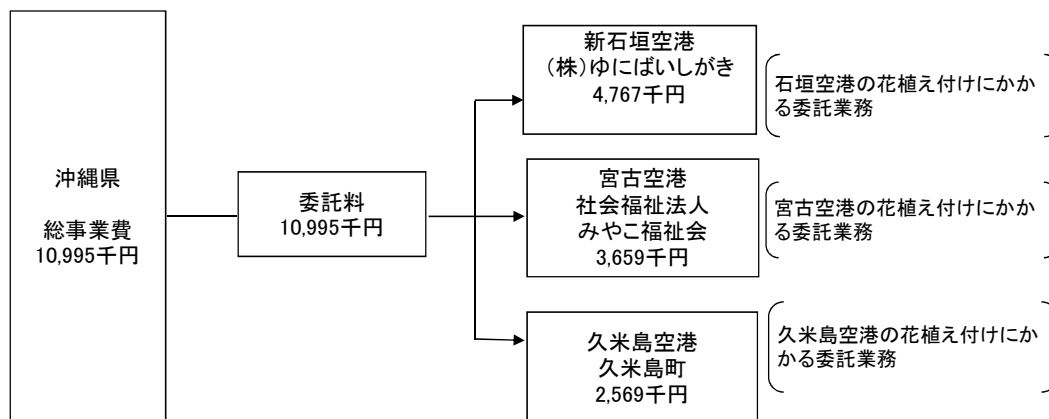 沖縄県
総事業費
10,995千円
委託料
10,995千円
新石垣空港
(株)ゆにばいしがき
4,767千円
石垣空港の花植え付けにかか
る委託業務
宮古空港
社会福祉法人
みやこ福祉会
3,659千円
宮古空港の花植え付けにかか
る委託業務
久米島空港
久米島町
2,569千円
久米島空港の花植え付けにか
かる委託業務